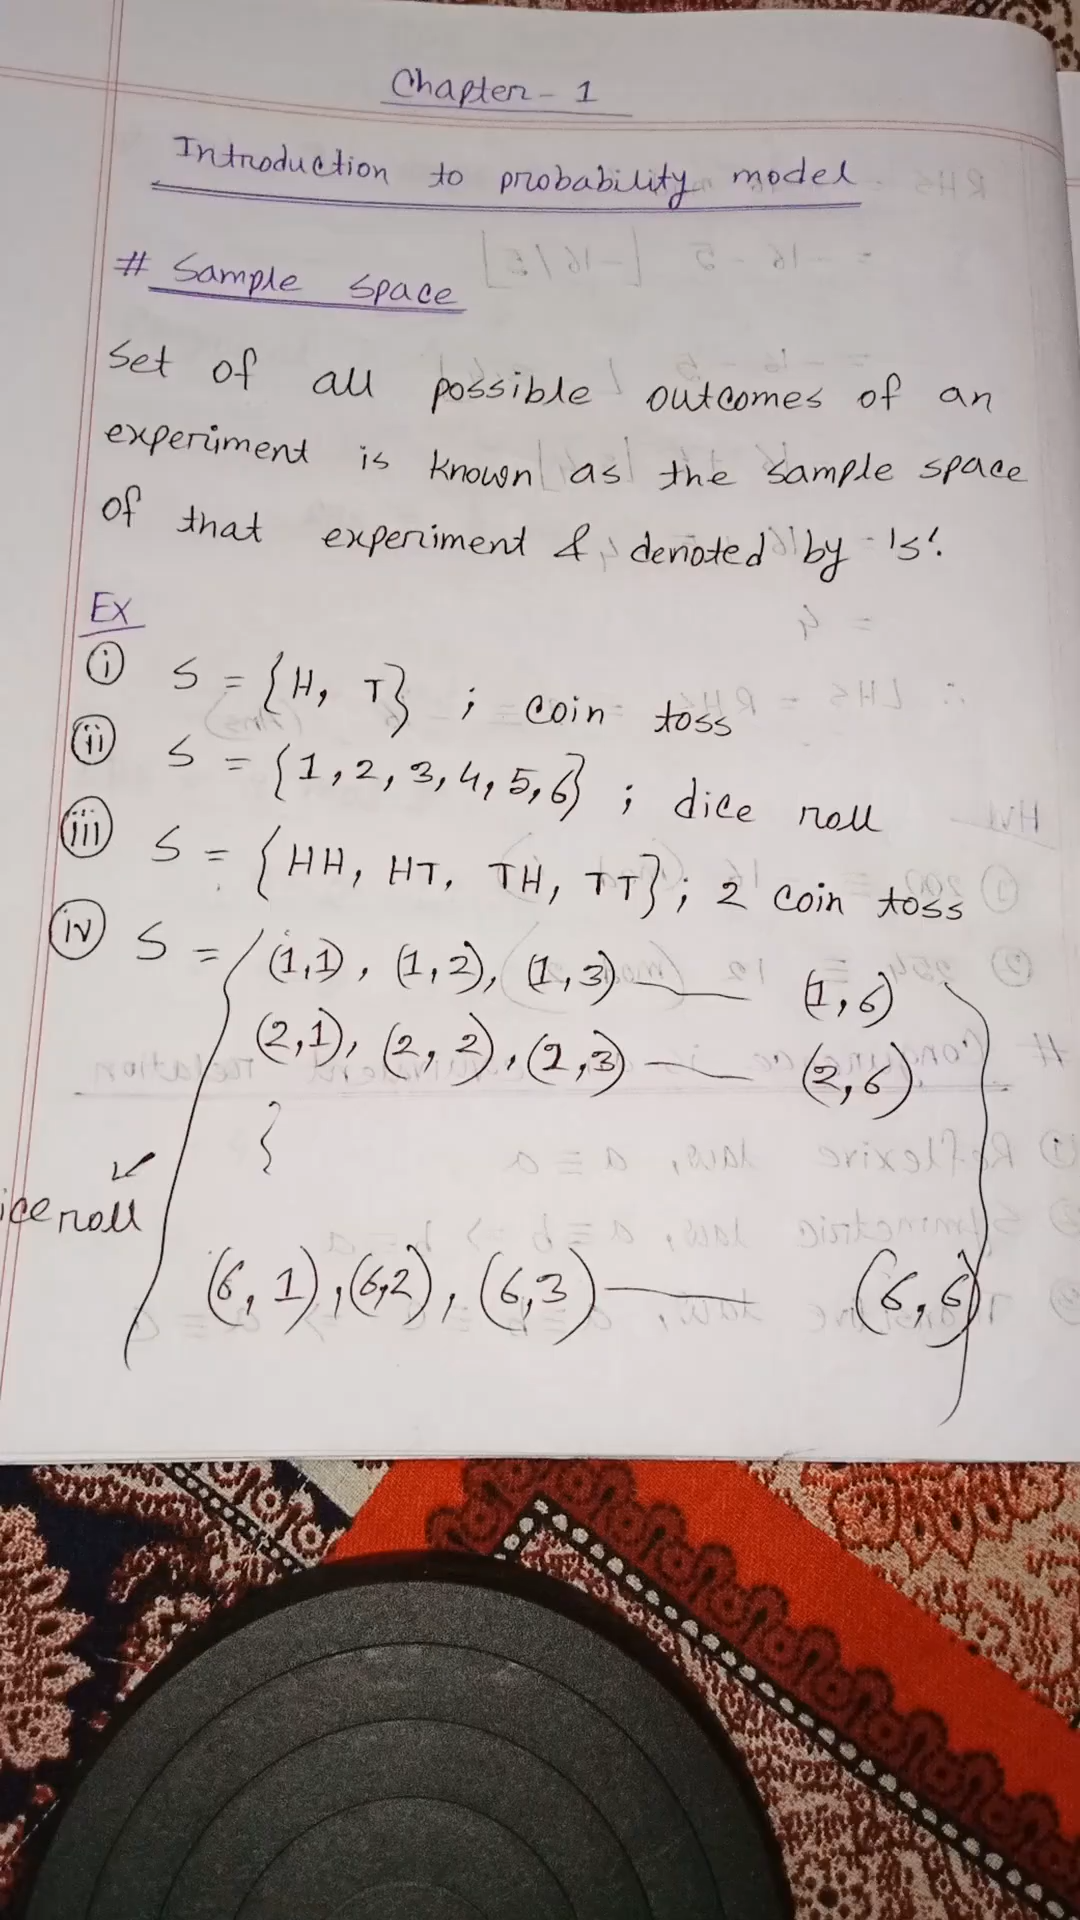 Chapter - 1
Introduction to probability model
# Sample space
Set of all possible outcomes of an
experiment is known as the sample space
of that experiment & denoted by 's'.
Ex
(i) S = {H, T} ; coin toss
(ii) S = {1, 2, 3, 4, 5, 6} ; dice roll
(iii) S = {HH, HT, TH, TT} ; 2 coin toss
(iv) S = (1,1), (1,2), (1,3) —— (1,6)
(2,1), (2,2), (2,3) —— (2,6)
ice roll
(6,1), (6,2), (6,3) —— (6,6)